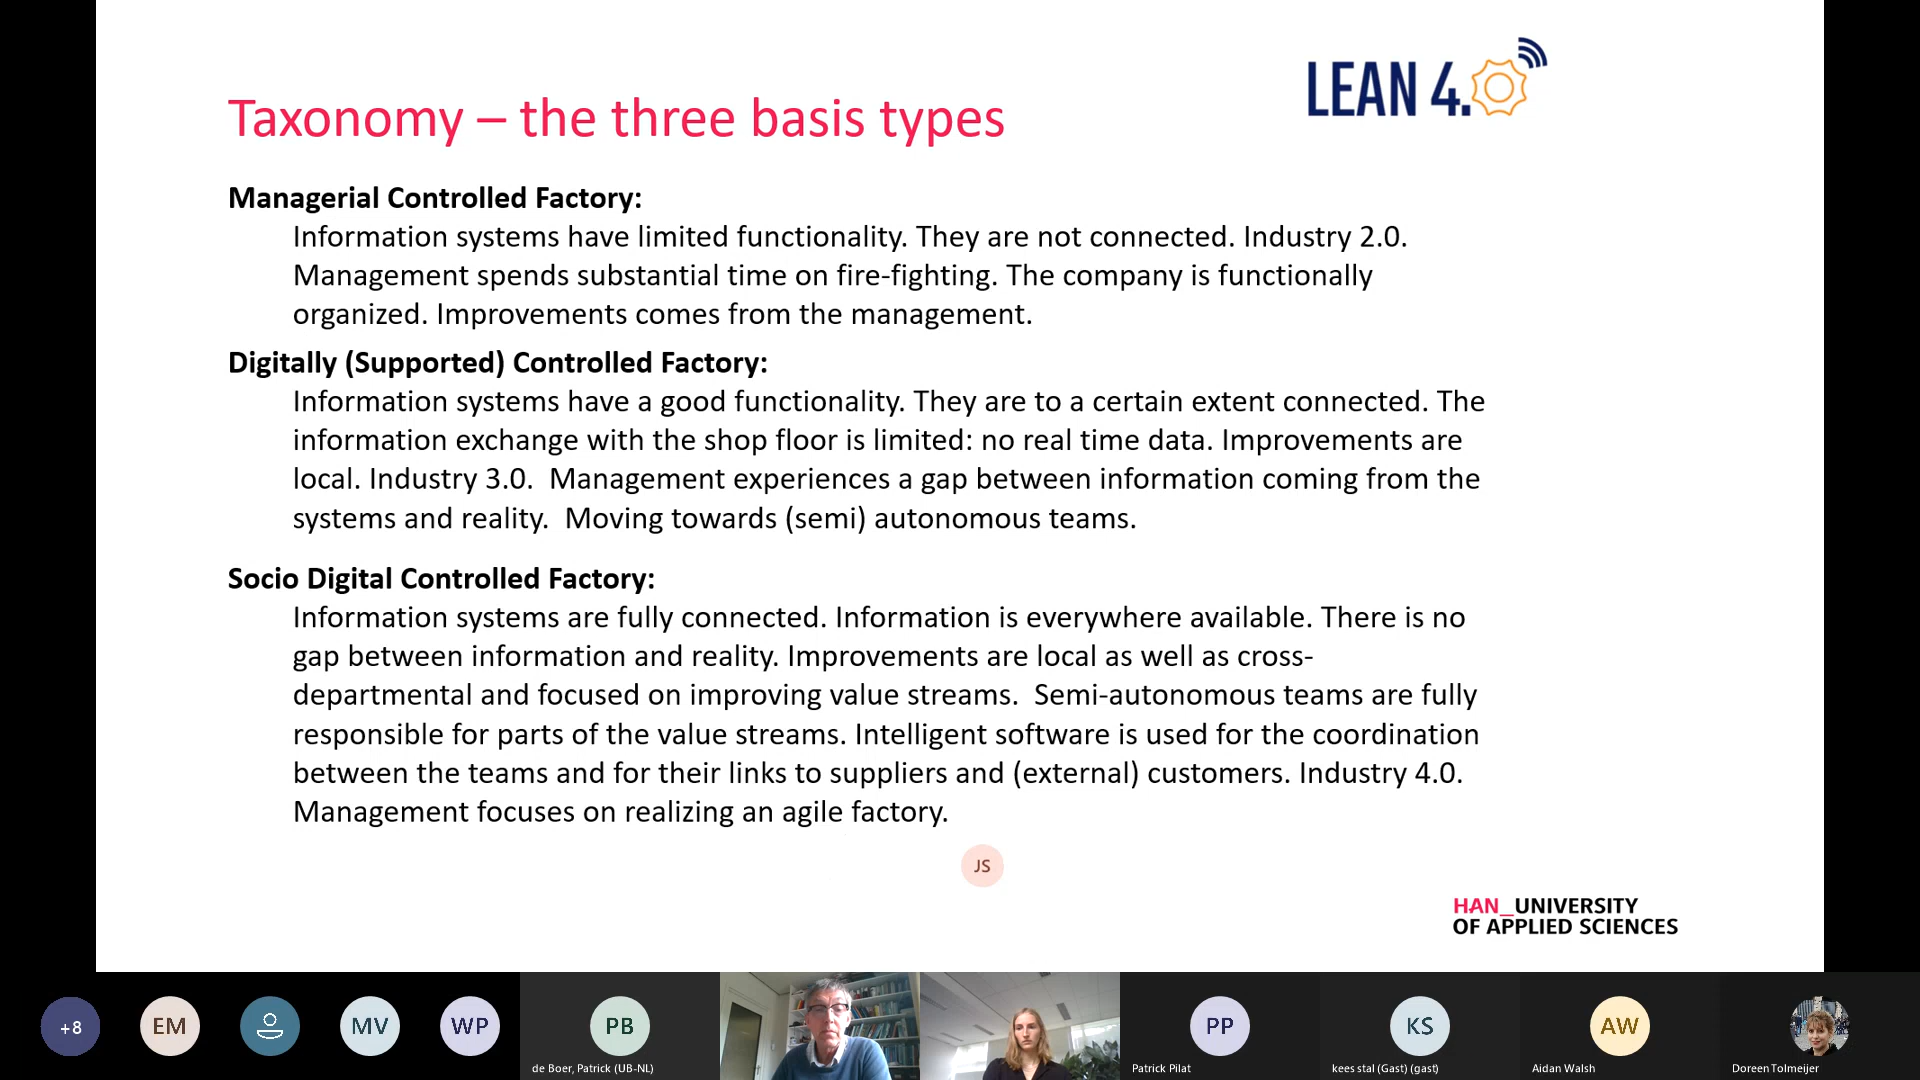 LEAN 4.
Taxonomy – the three basis types
Managerial Controlled Factory:
Information systems have limited functionality. They are not connected. Industry 2.0.
Management spends substantial time on fire-fighting. The company is functionally
organized. Improvements comes from the management.
Digitally (Supported) Controlled Factory:
Information systems have a good functionality. They are to a certain extent connected. The
information exchange with the shop floor is limited: no real time data. Improvements are
local. Industry 3.0.  Management experiences a gap between information coming from the
systems and reality.  Moving towards (semi) autonomous teams.
Socio Digital Controlled Factory:
Information systems are fully connected. Information is everywhere available. There is no
gap between information and reality. Improvements are local as well as cross-
departmental and focused on improving value streams.  Semi-autonomous teams are fully
responsible for parts of the value streams. Intelligent software is used for the coordination
between the teams and for their links to suppliers and (external) customers. Industry 4.0.
Management focuses on realizing an agile factory.
JS
HAN_UNIVERSITY
OF APPLIED SCIENCES
+8
EM
MV
WP
PB
de Boer, Patrick (UB-NL)
PP
Patrick Pilat
KS
kees stal (Gast) (gast)
AW
Aidan Walsh
Doreen Tolmeijer